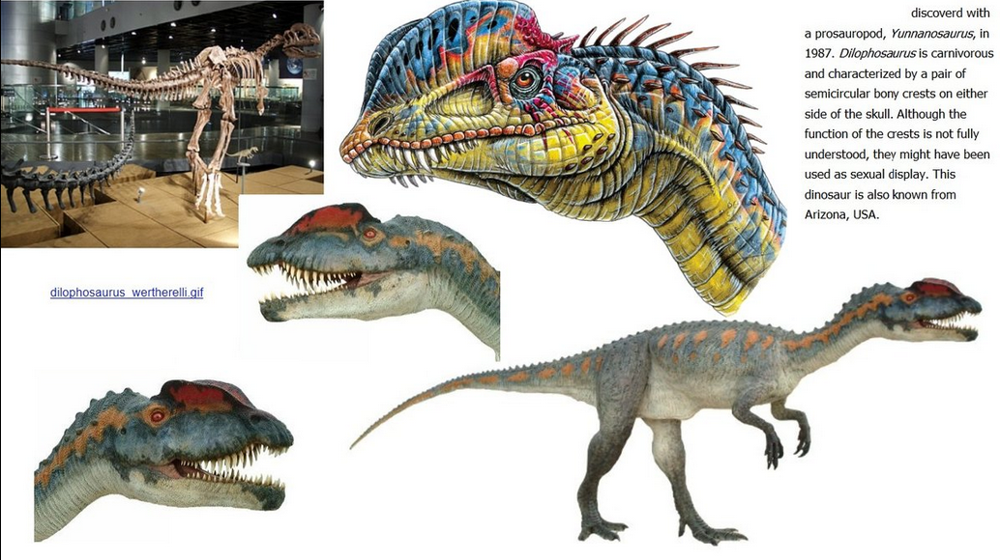 discoverd with
a prosauropod, Yunnanosaurus, in
1987. Dilophosaurus is carnivorous
and characterized by a pair of
semicircular bony crests on either
side of the skull. Although the
function of the crests is not fully
understood, they might have been
used as sexual display. This
dinosaur is also known from
Arizona, USA.
dilophosaurus_wertherelli.gif